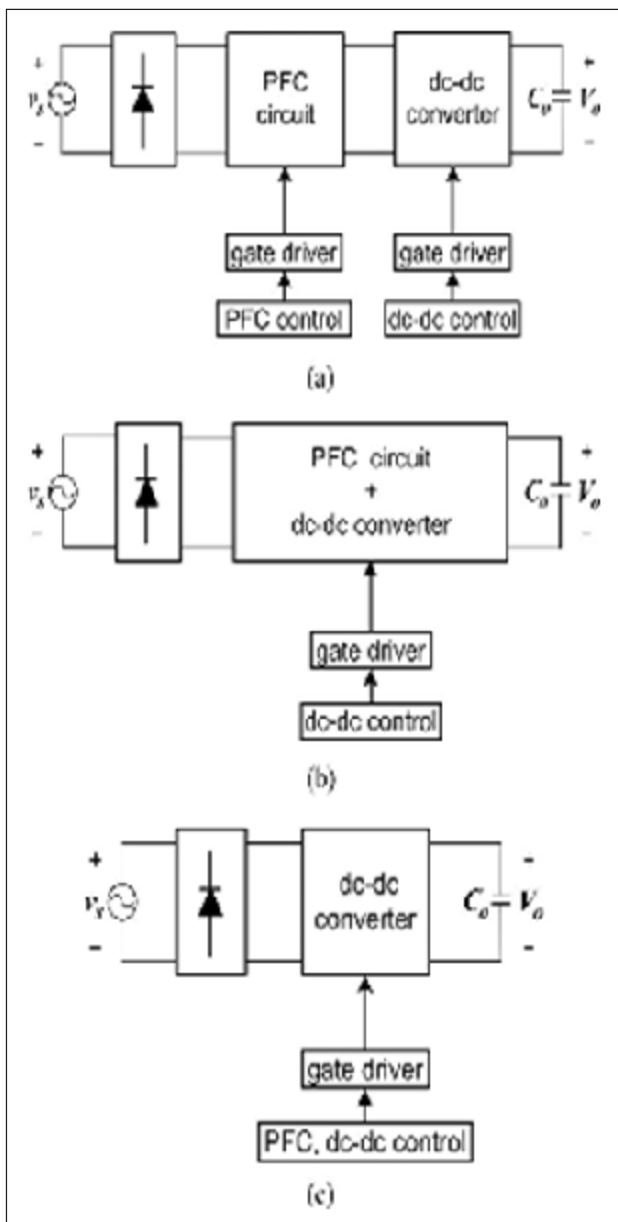 + PFC circuit dc-dc converter +
vs Co Vo
- -
gate driver gate driver
PFC control dc-dc control
(a)
+ PFC circuit + dc-dc converter +
vs Co Vo
- -
gate driver
dc-dc control
(b)
+ dc-dc converter -
vs Co Vo
- -
gate driver
PFC, dc-dc control
(c)